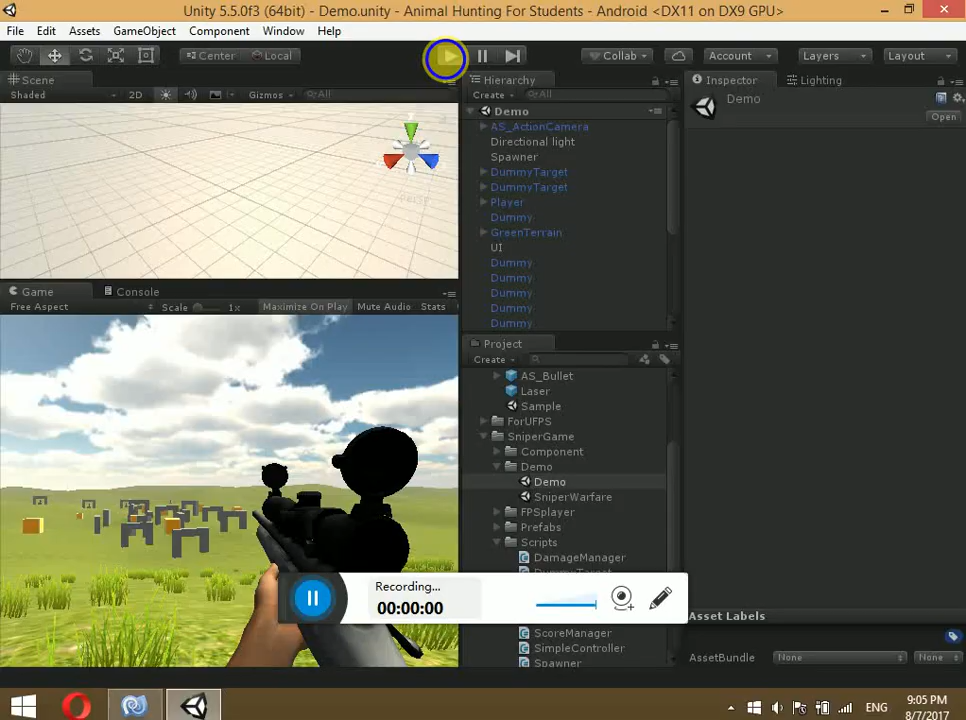 Unity 5.5.0f3 (64bit) - Demo.unity - Animal Hunting For Students - Android <DX11 on DX9 GPU>
File Edit Assets GameObject Component Window Help
Center Local Collab Account Layers Layout
Scene
Shaded 2D Gizmos All
Persp
Hierarchy
Create All
Demo
AS_ActionCamera
Directional light
Spawner
DummyTarget
DummyTarget
Player
Dummy
GreenTerrain
UI
Dummy
Dummy
Dummy
Dummy
Dummy
Inspector Lighting
Demo
Open
Game Console
Free Aspect Scale 1x Maximize On Play Mute Audio Stats
Project
Create
AS_Bullet
Laser
Sample
ForUFPS
SniperGame
Component
Demo
Demo
SniperWarfare
FPSplayer
Prefabs
Scripts
DamageManager
DummyTarget
ScoreManager
SimpleController
Spawner
Recording...
00:00:00
Asset Labels
AssetBundle None None
ENG
9:05 PM
8/7/2017